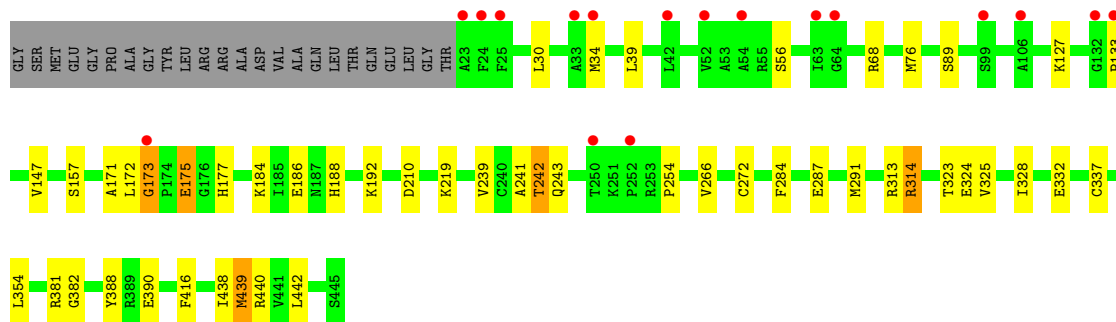 GLY SER MET GLU GLY PRO ALA GLY TYR LEU ARG ARG ALA ASP VAL ALA GLN LEU THR GLN GLU LEU GLY THR A23 F24 F25 L30 A33 M34 L39 L42 V52 A53 A54 R55 S56 I63 G64 R68 M76 S89 S99 A106 K127 G132
V147 S157 A171 L172 G173 P174 E175 G176 H177 K184 I185 E186 N187 H188 K192 D210 K219 V239 C240 A241 T242 Q243 T250 K251 P252 R253 P254 V266 C272 F284 E287 M291 R313 R314 T323 E324 V325 I328 E332 C337
L354 R381 G382 Y388 R389 E390 F416 I438 M439 R440 V441 L442 S445